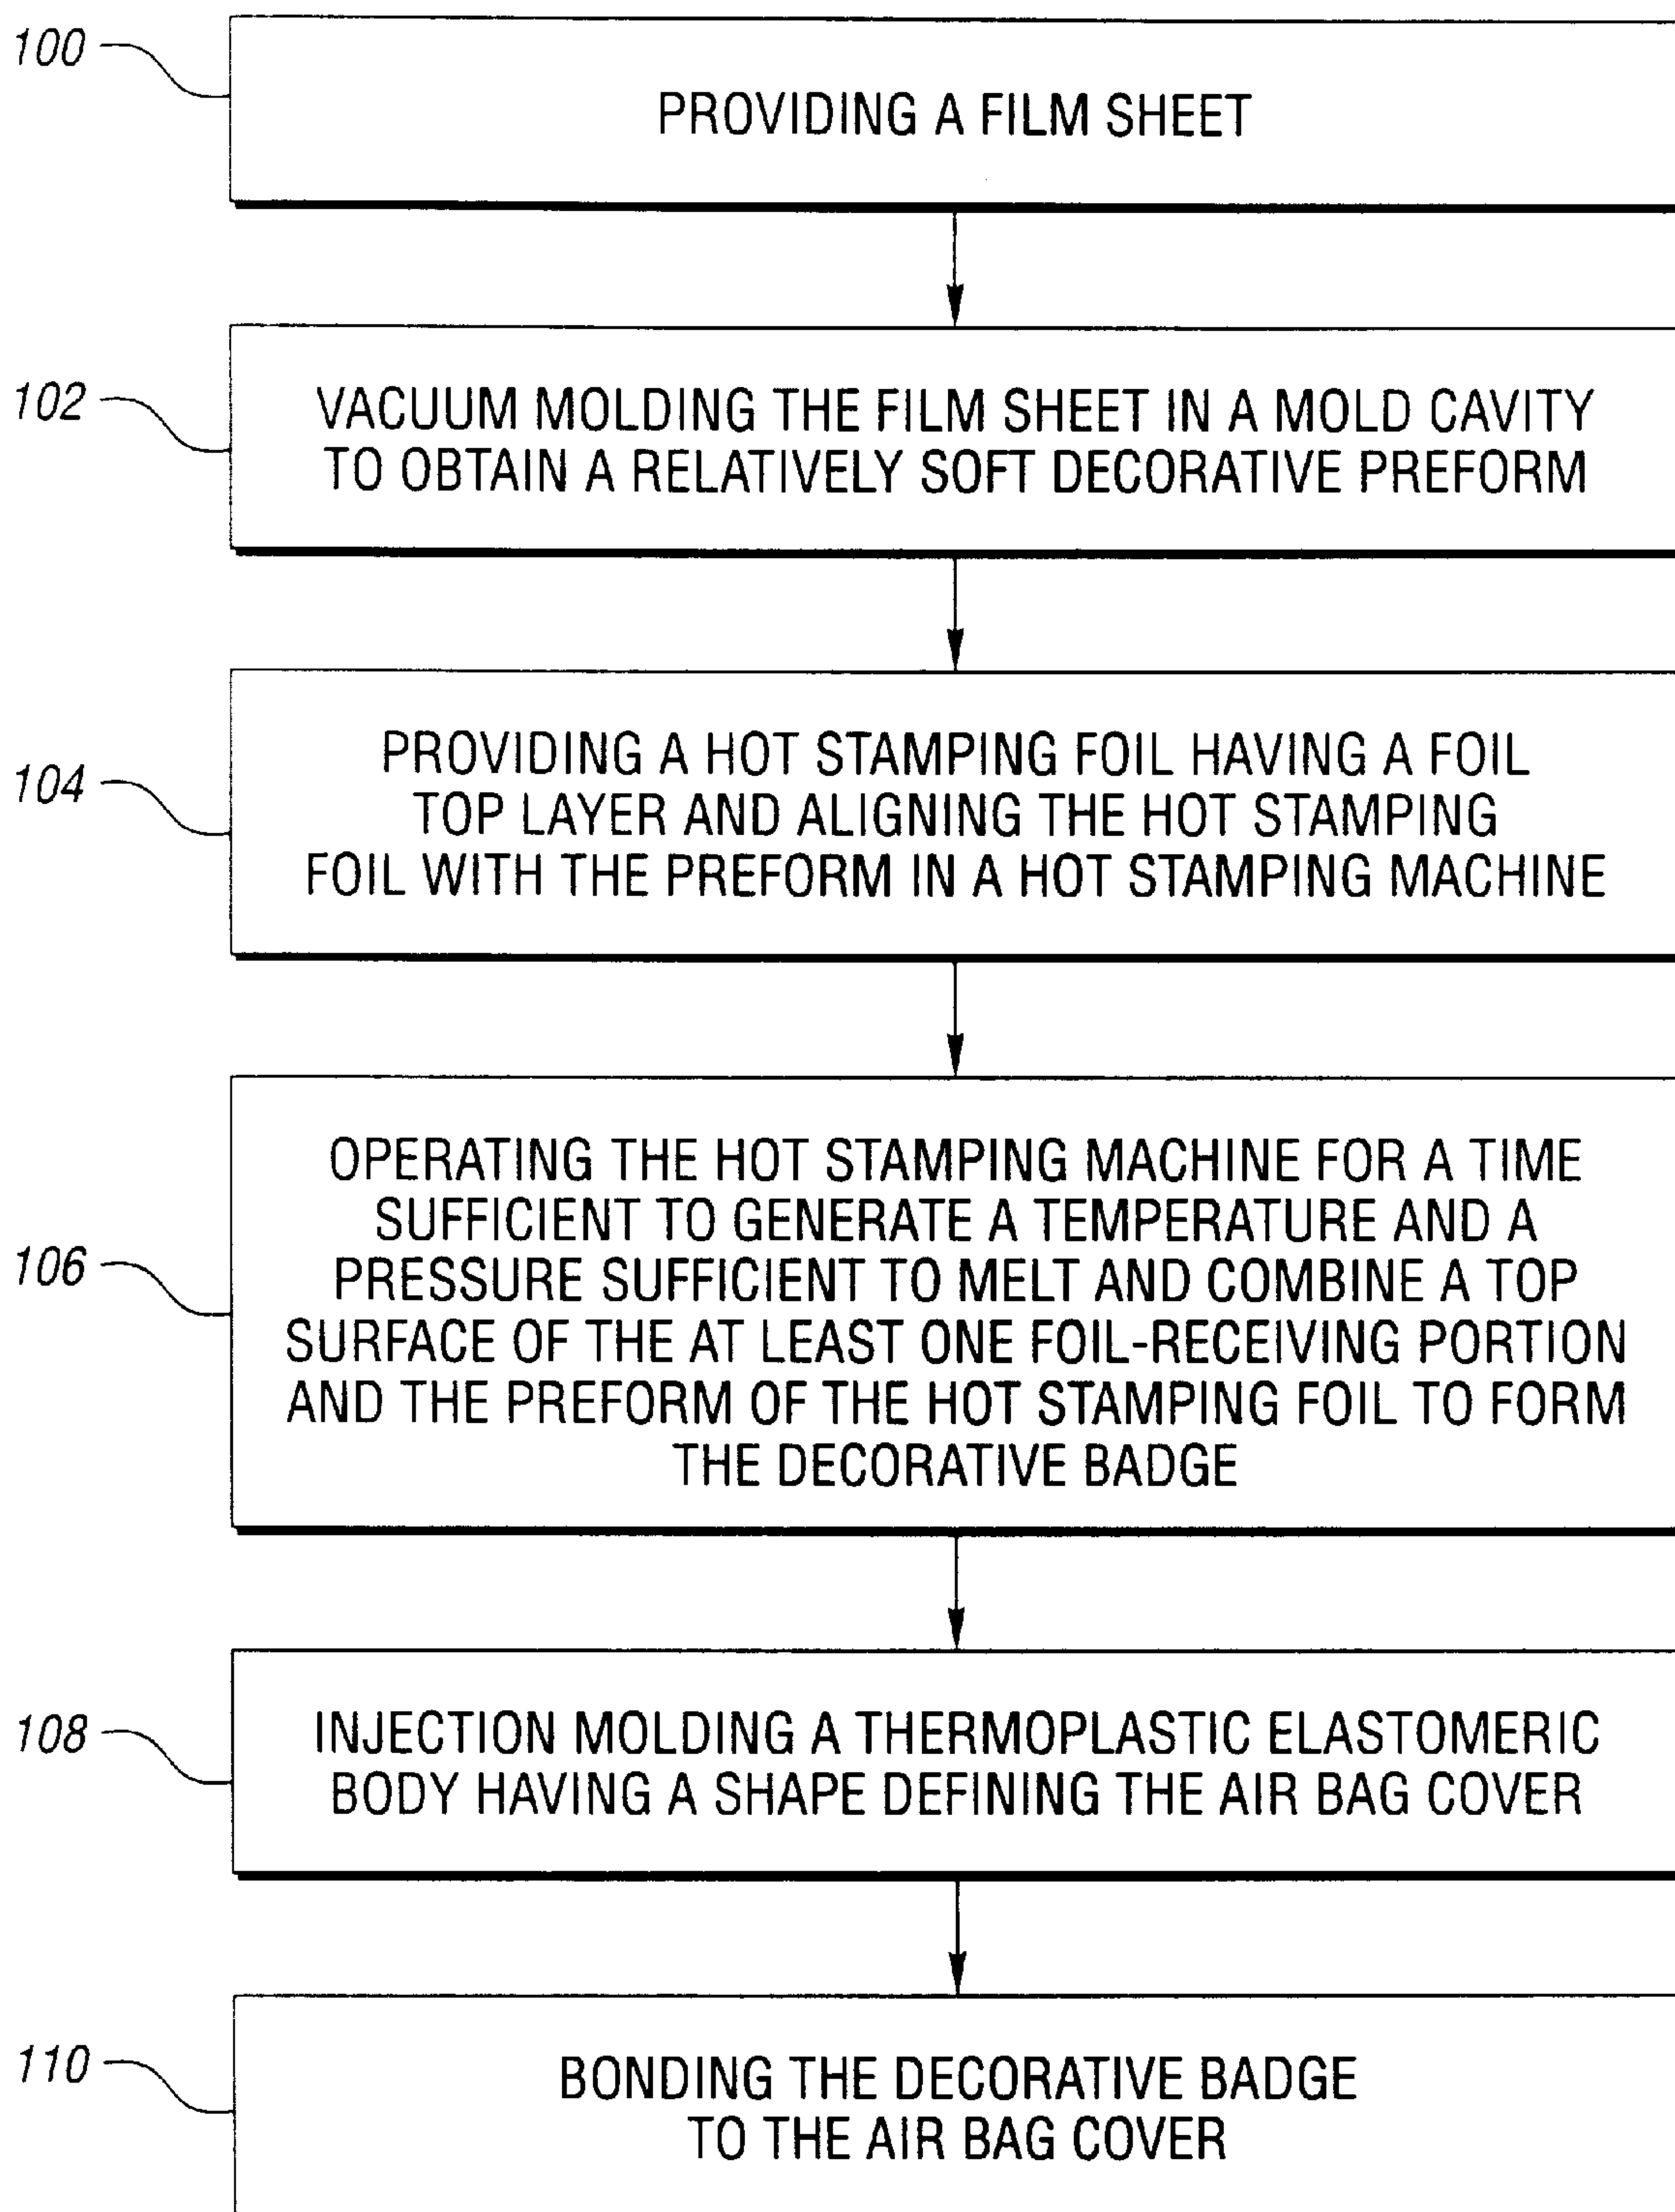 100
PROVIDING A FILM SHEET
102
VACUUM MOLDING THE FILM SHEET IN A MOLD CAVITY
TO OBTAIN A RELATIVELY SOFT DECORATIVE PREFORM
104
PROVIDING A HOT STAMPING FOIL HAVING A FOIL
TOP LAYER AND ALIGNING THE HOT STAMPING
FOIL WITH THE PREFORM IN A HOT STAMPING MACHINE
106
OPERATING THE HOT STAMPING MACHINE FOR A TIME
SUFFICIENT TO GENERATE A TEMPERATURE AND A
PRESSURE SUFFICIENT TO MELT AND COMBINE A TOP
SURFACE OF THE AT LEAST ONE FOIL-RECEIVING PORTION
AND THE PREFORM OF THE HOT STAMPING FOIL TO FORM
THE DECORATIVE BADGE
108
INJECTION MOLDING A THERMOPLASTIC ELASTOMERIC
BODY HAVING A SHAPE DEFINING THE AIR BAG COVER
110
BONDING THE DECORATIVE BADGE
TO THE AIR BAG COVER